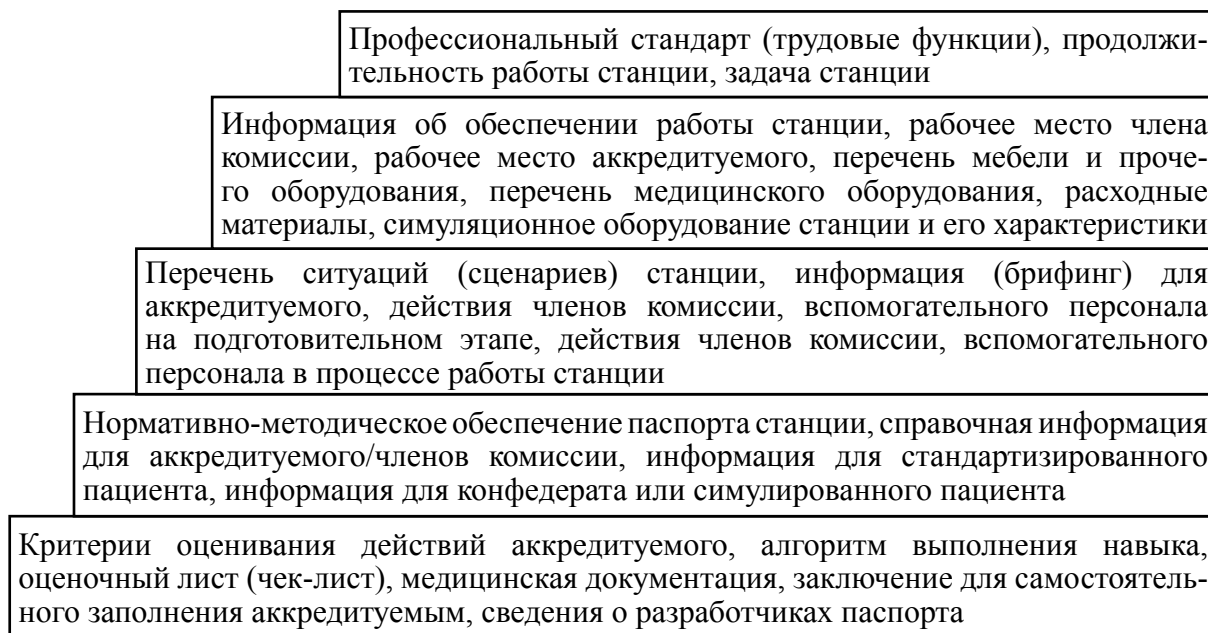 Профессиональный стандарт (трудовые функции), продолжи-
тельность работы станции, задача станции
Информация об обеспечении работы станции, рабочее место члена
комиссии, рабочее место аккредитуемого, перечень мебели и проче-
го оборудования, перечень медицинского оборудования, расходные
материалы, симуляционное оборудование станции и его характеристики
Перечень ситуаций (сценариев) станции, информация (брифинг) для
аккредитуемого, действия членов комиссии, вспомогательного персонала
на подготовительном этапе, действия членов комиссии, вспомогательного
персонала в процессе работы станции
Нормативно-методическое обеспечение паспорта станции, справочная информация
для аккредитуемого/членов комиссии, информация для стандартизированного
пациента, информация для конфедерата или симулированного пациента
Критерии оценивания действий аккредитуемого, алгоритм выполнения навыка,
оценочный лист (чек-лист), медицинская документация, заключение для самостоятель-
ного заполнения аккредитуемым, сведения о разработчиках паспорта